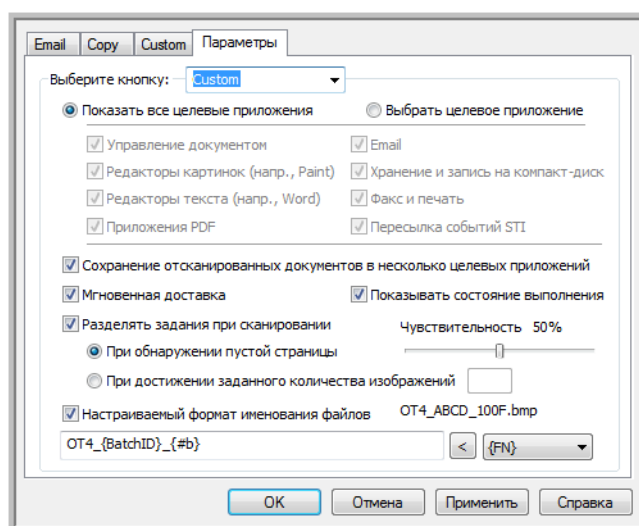 Email Copy Custom Параметры
Выберите кнопку: Custom
Показать все целевые приложения Выбрать целевое приложение
Управление документом Email
Редакторы картинок (напр., Paint) Хранение и запись на компакт-диск
Редакторы текста (напр., Word) Факс и печать
Приложения PDF Пересылка событий STI
Сохранение отсканированных документов в несколько целевых приложений
Мгновенная доставка Показывать состояние выполнения
Разделять задания при сканировании Чувствительность 50%
При обнаружении пустой страницы
При достижении заданного количества изображений
Настраиваемый формат именования файлов OT4_ABCD_100F.bmp
OT4_{BatchID}_{#b} < {FN}
OK Отмена Применить Справка